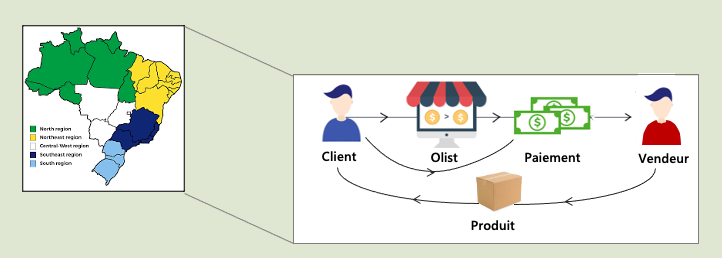 North region
Northeast region
Central-West region
Southeast region
South region
$ > $
$ $
Client
Olist
Paiement
Vendeur
Produit